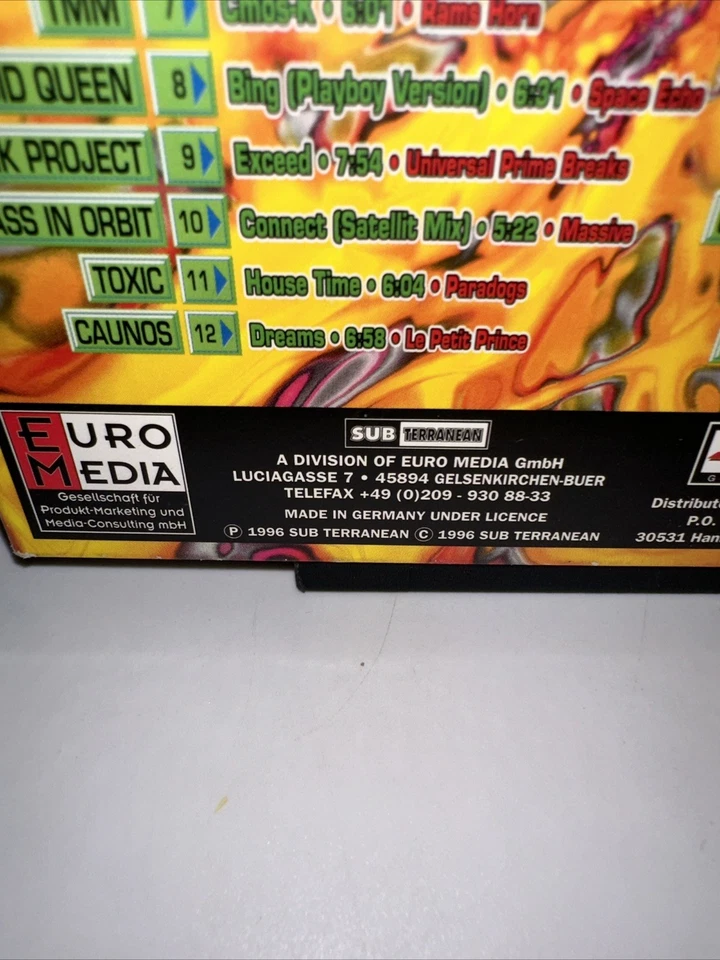 TMM 7 Cmos-K • 6:01 • Rams Horn
ID QUEEN 8 Bing (Playboy Version) • 6:31 • Space Echo
K PROJECT 9 Exceed • 7:54 • Universal Prime Breaks
ASS IN ORBIT 10 Connect (Satellit Mix) • 5:22 • Massive
TOXIC 11 House Time • 6:04 • Paradogs
CAUNOS 12 Dreams • 6:58 • Le Petit Prince
EURO
MEDIA
Gesellschaft für
Produkt-Marketing und
Media-Consulting mbH
SUB TERRANEAN
A DIVISION OF EURO MEDIA GmbH
LUCIAGASSE 7 • 45894 GELSENKIRCHEN-BUER
TELEFAX +49 (0)209 - 930 88-33
MADE IN GERMANY UNDER LICENCE
Ⓟ 1996 SUB TERRANEAN © 1996 SUB TERRANEAN
Distribute
P.O.
30531 Han